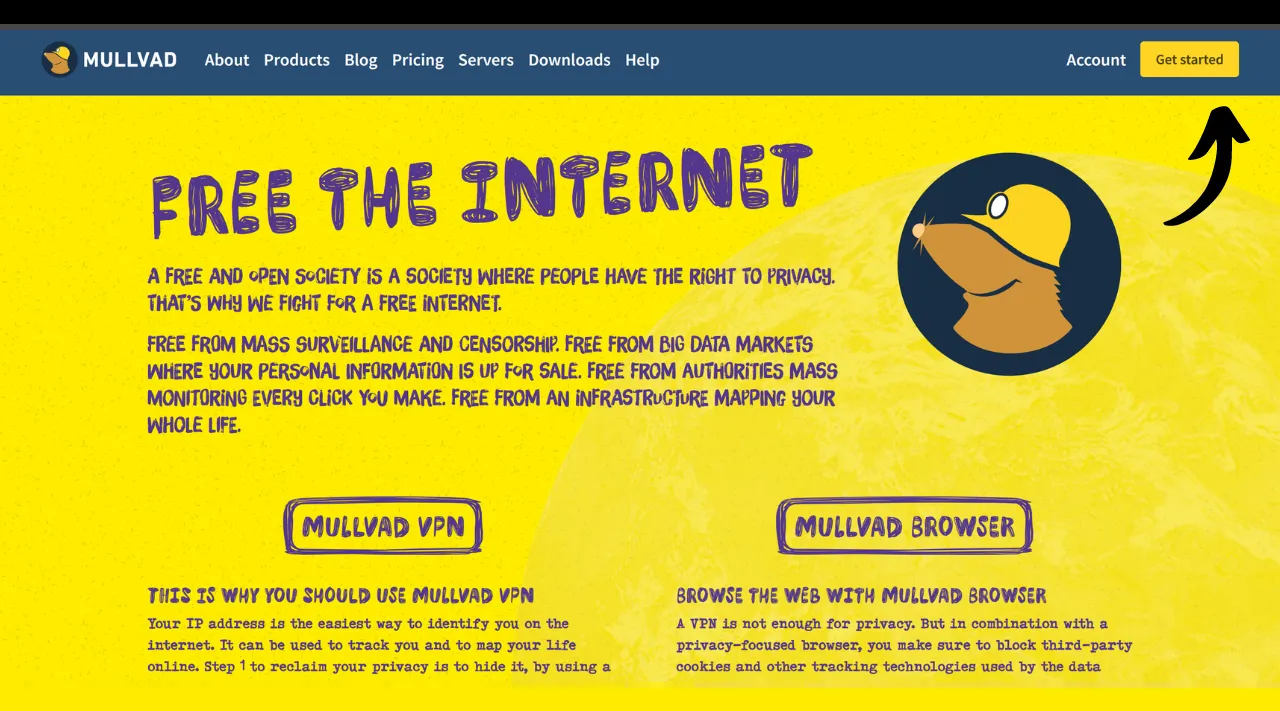 MULLVAD About Products Blog Pricing Servers Downloads Help Account Get started
FREE THE INTERNET
A FREE AND OPEN SOCIETY IS A SOCIETY WHERE PEOPLE HAVE THE RIGHT TO PRIVACY.
THAT'S WHY WE FIGHT FOR A FREE INTERNET.
FREE FROM MASS SURVEILLANCE AND CENSORSHIP. FREE FROM BIG DATA MARKETS
WHERE YOUR PERSONAL INFORMATION IS UP FOR SALE. FREE FROM AUTHORITIES MASS
MONITORING EVERY CLICK YOU MAKE. FREE FROM AN INFRASTRUCTURE MAPPING YOUR
WHOLE LIFE.
MULLVAD VPN
THIS IS WHY YOU SHOULD USE MULLVAD VPN
Your IP address is the easiest way to identify you on the
internet. It can be used to track you and to map your life
online. Step 1 to reclaim your privacy is to hide it, by using a
MULLVAD BROWSER
BROWSE THE WEB WITH MULLVAD BROWSER
A VPN is not enough for privacy. But in combination with a
privacy-focused browser, you make sure to block third-party
cookies and other tracking technologies used by the data